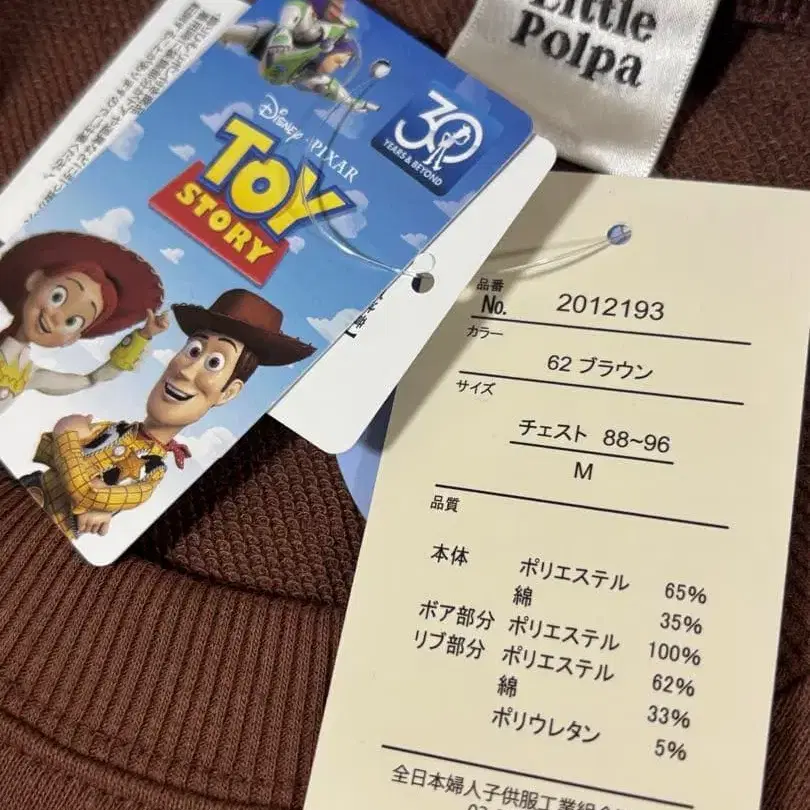 Little
Polpa
30
YEARS & BEYOND
DISNEY · PIXAR
TOY
STORY
品番
No. 2012193
カラー
62 ブラウン
サイズ
チェスト 88~96
M
品質
本体 ポリエステル 65%
綿 35%
ボア部分 ポリエステル 100%
リブ部分 ポリエステル 62%
綿 33%
ポリウレタン 5%
全日本婦人子供服工業組合